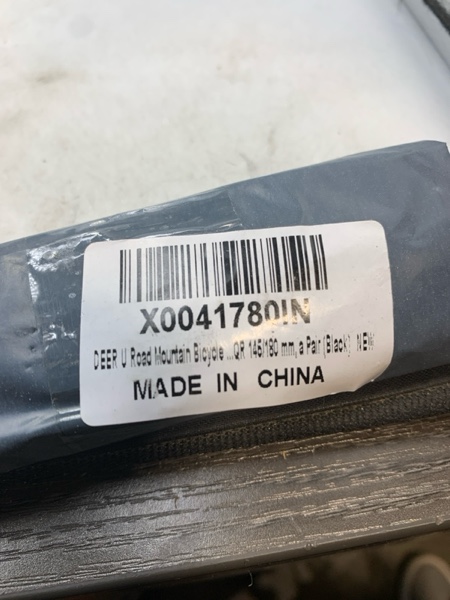 X0041780IN
DEER U Road Mountain Bicycle ...QR 145/180 mm, a Pair (Black) NEW
MADE IN CHINA